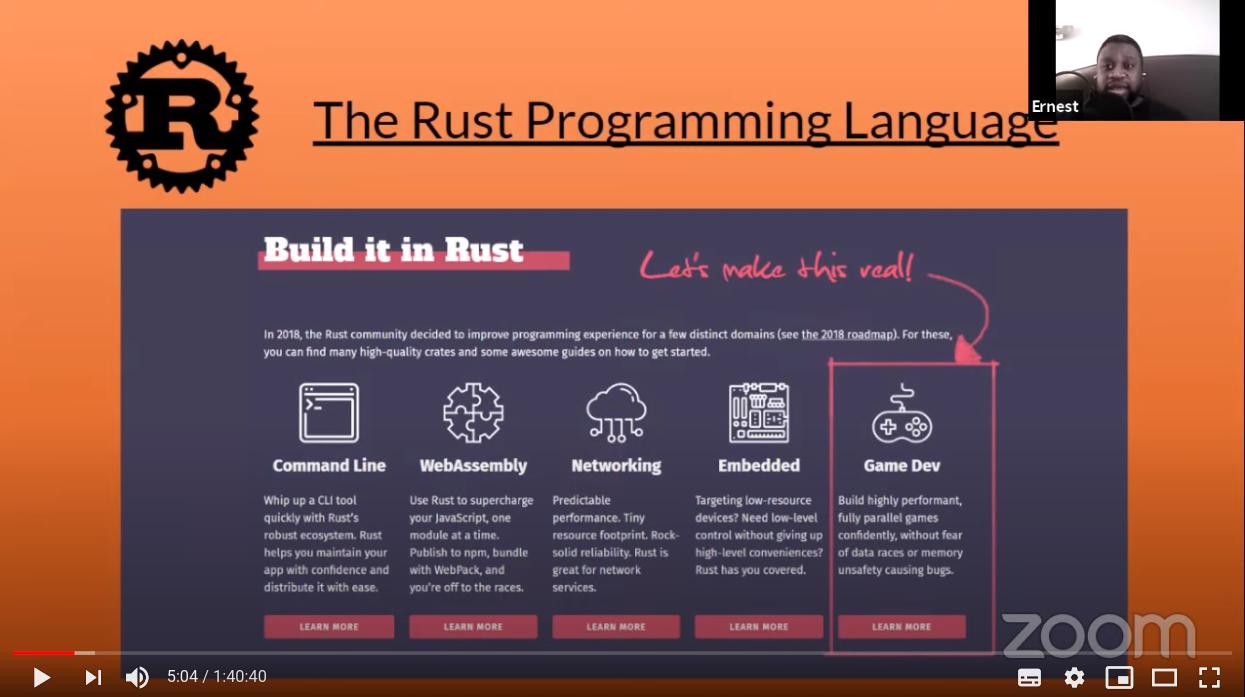 R
The Rust Programming Language
Ernest
Build it in Rust
Let's make this real!
In 2018, the Rust community decided to improve programming experience for a few distinct domains (see the 2018 roadmap). For these,
you can find many high-quality crates and some awesome guides on how to get started.
Command Line
Whip up a CLI tool
quickly with Rust's
robust ecosystem. Rust
helps you maintain your
app with confidence and
distribute it with ease.
LEARN MORE
WebAssembly
Use Rust to supercharge
your JavaScript, one
module at a time.
Publish to npm, bundle
with WebPack, and
you're off to the races.
LEARN MORE
Networking
Predictable
performance. Tiny
resource footprint. Rock-
solid reliability. Rust is
great for network
services.
LEARN MORE
Embedded
Targeting low-resource
devices? Need low-level
control without giving up
high-level conveniences?
Rust has you covered.
LEARN MORE
Game Dev
Build highly performant,
fully parallel games
confidently, without fear
of data races or memory
unsafety causing bugs.
LEARN MORE
zoom
5:04 / 1:40:40